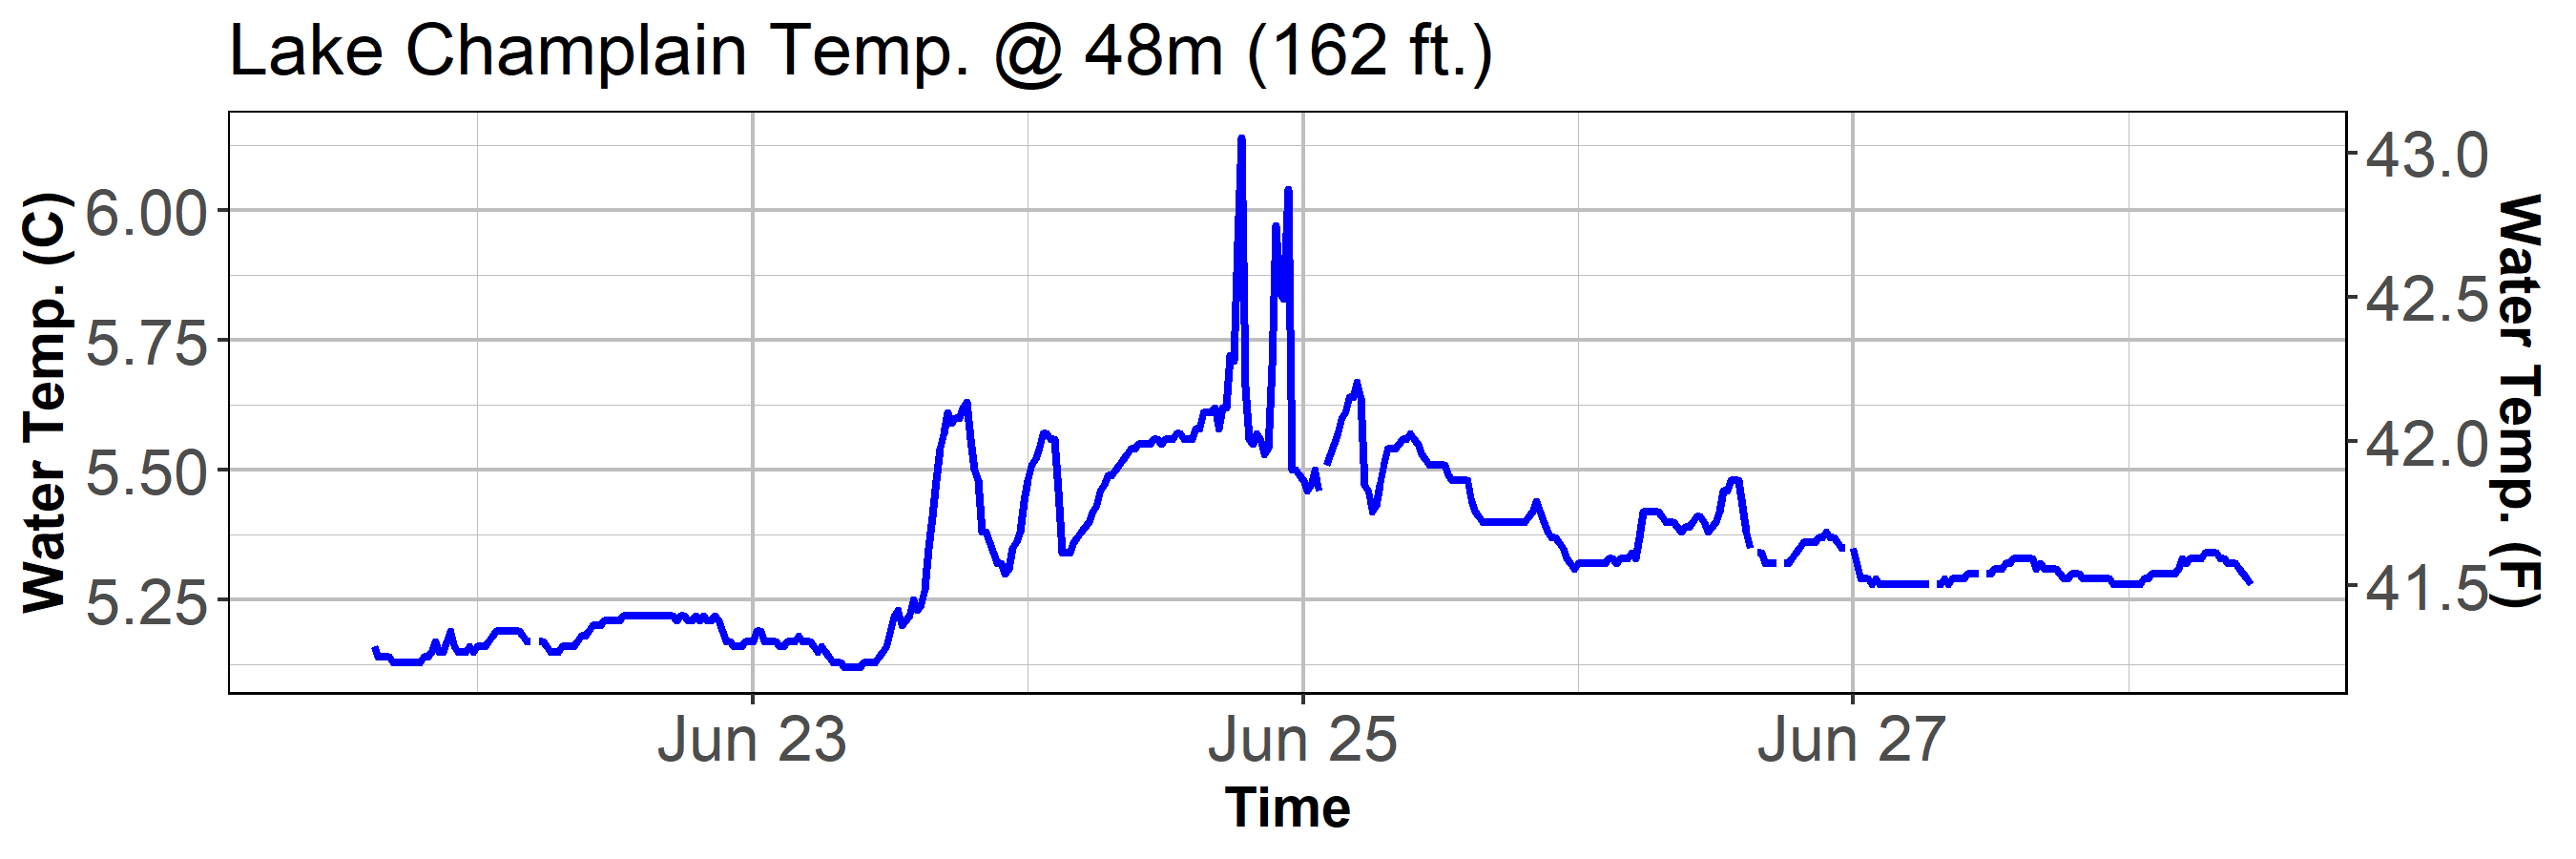 Lake Champlain Temp. @ 48m (162 ft.)
Water Temp. (C)
6.00
5.75
5.50
5.25
43.0
42.5
42.0
41.5
Water Temp. (F)
Jun 23 Jun 25 Jun 27
Time